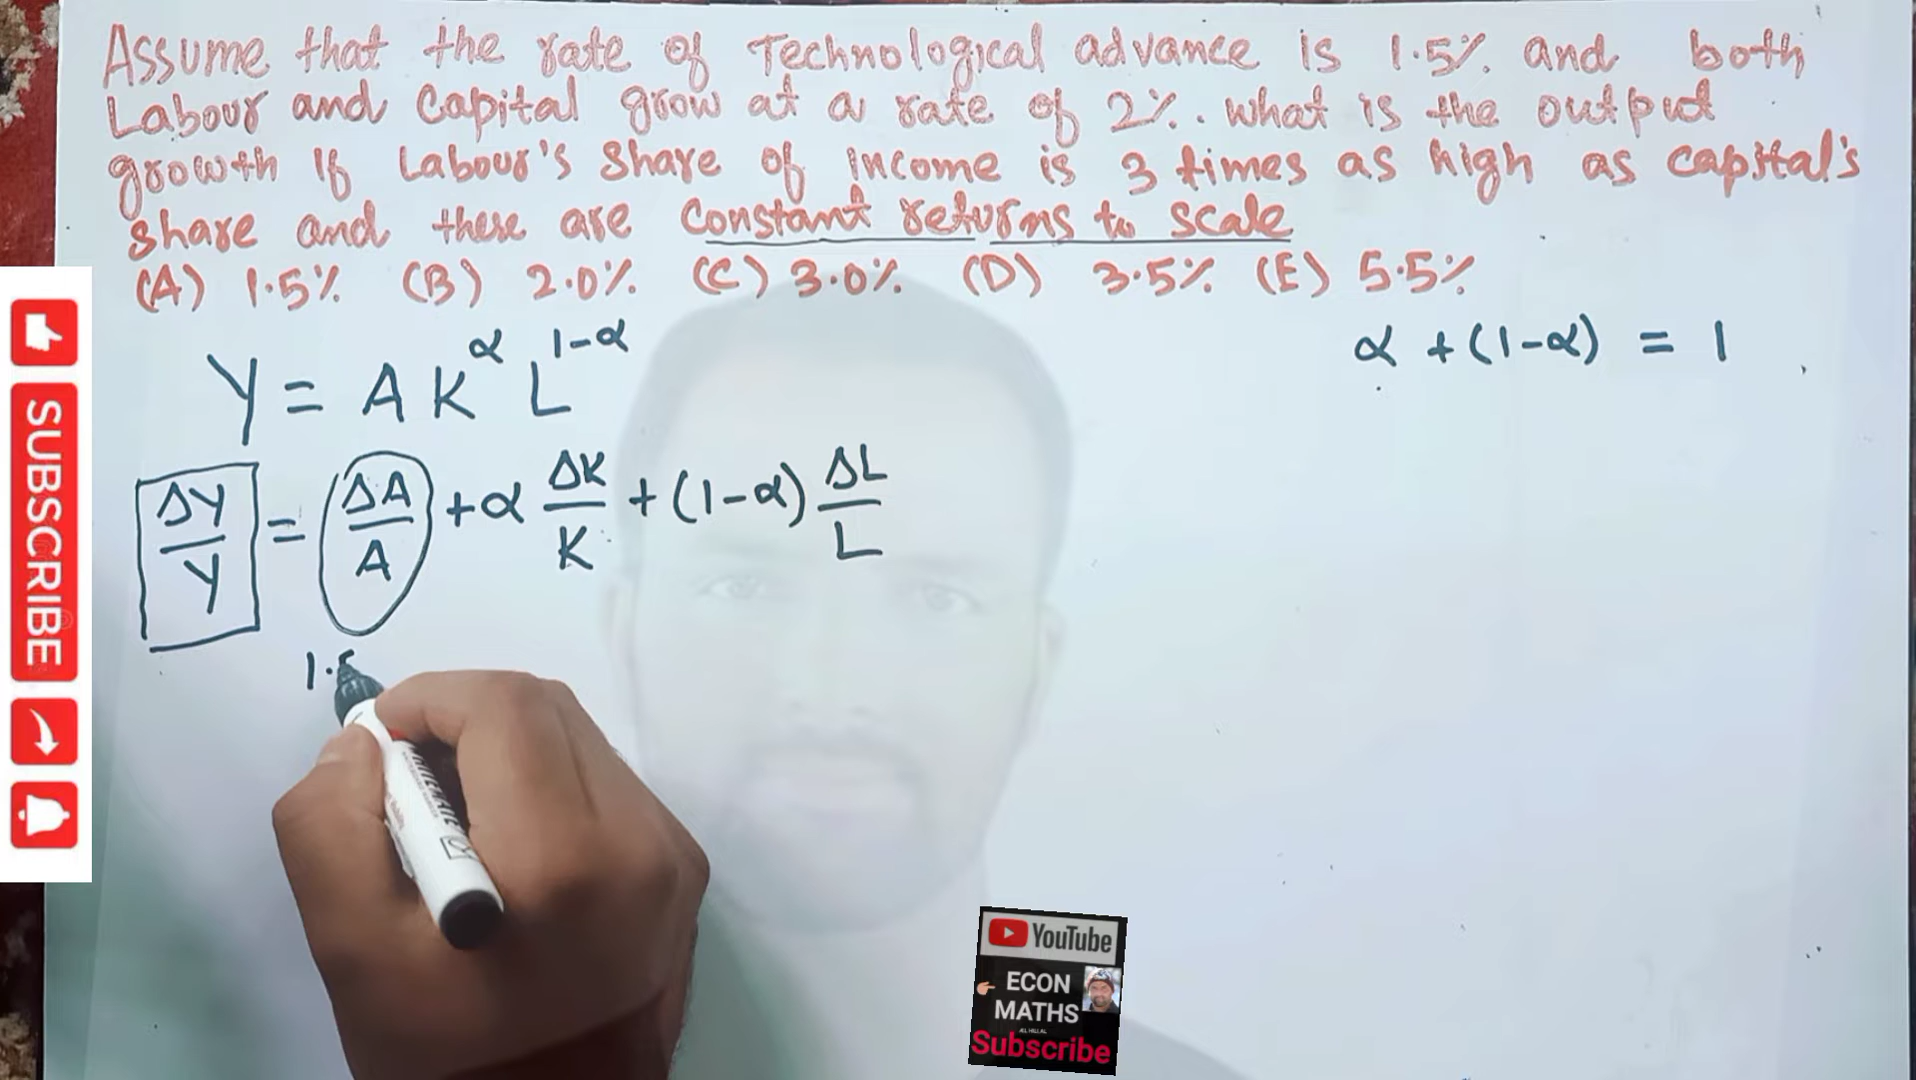 Assume that the rate of Technological advance is 1.5% and both
Labour and Capital grow at a rate of 2%. what is the output
growth If Labour's share of income is 3 times as high as capital's
share and these are constant returns to scale
(A) 1.5% (B) 2.0% (C) 3.0% (D) 3.5% (E) 5.5%
Y = A K^α L^1-α
α + (1-α) = 1
ΔY/Y = ΔA/A + α ΔK/K + (1-α) ΔL/L
1.5
SUBSCRIBE
YouTube
ECON
MATHS
Subscribe